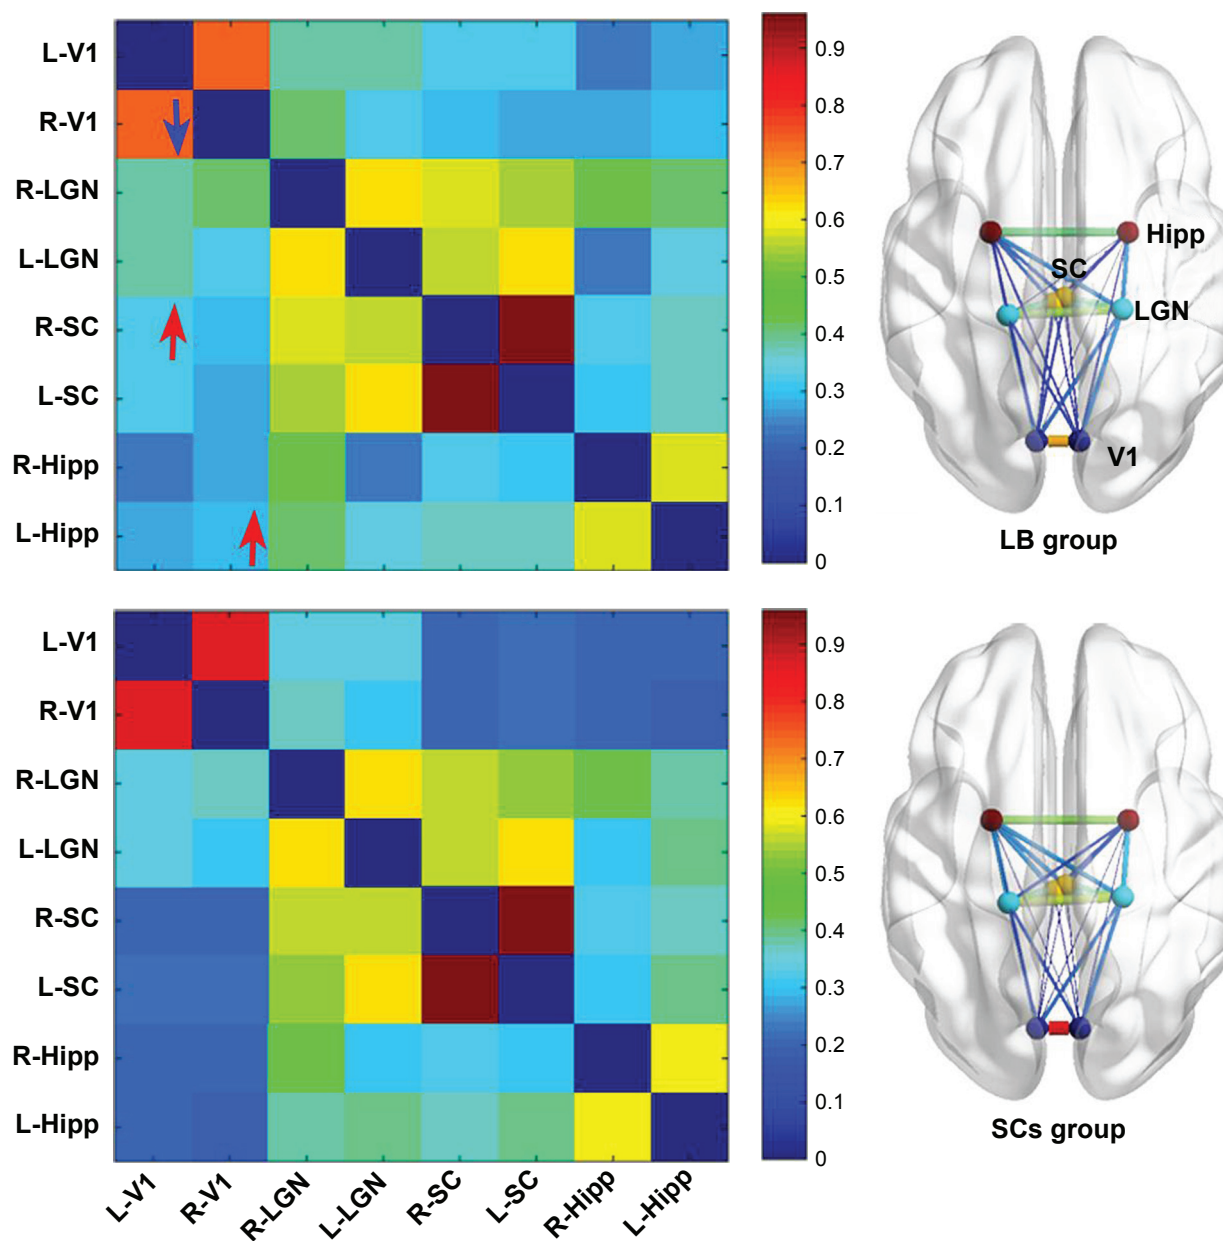 L-V1
R-V1
R-LGN
L-LGN
R-SC
L-SC
R-Hipp
L-Hipp
0.9
0.8
0.7
0.6
0.5
0.4
0.3
0.2
0.1
0
Hipp
SC
LGN
V1
LB group
L-V1
R-V1
R-LGN
L-LGN
R-SC
L-SC
R-Hipp
L-Hipp
L-V1
R-V1
R-LGN
L-LGN
R-SC
L-SC
R-Hipp
L-Hipp
0.9
0.8
0.7
0.6
0.5
0.4
0.3
0.2
0.1
0
SCs group